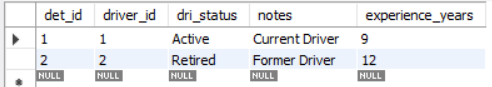 det_id driver_id dri_status notes experience_years
1 1 Active Current Driver 9
2 2 Retired Former Driver 12
NULL NULL NULL NULL NULL